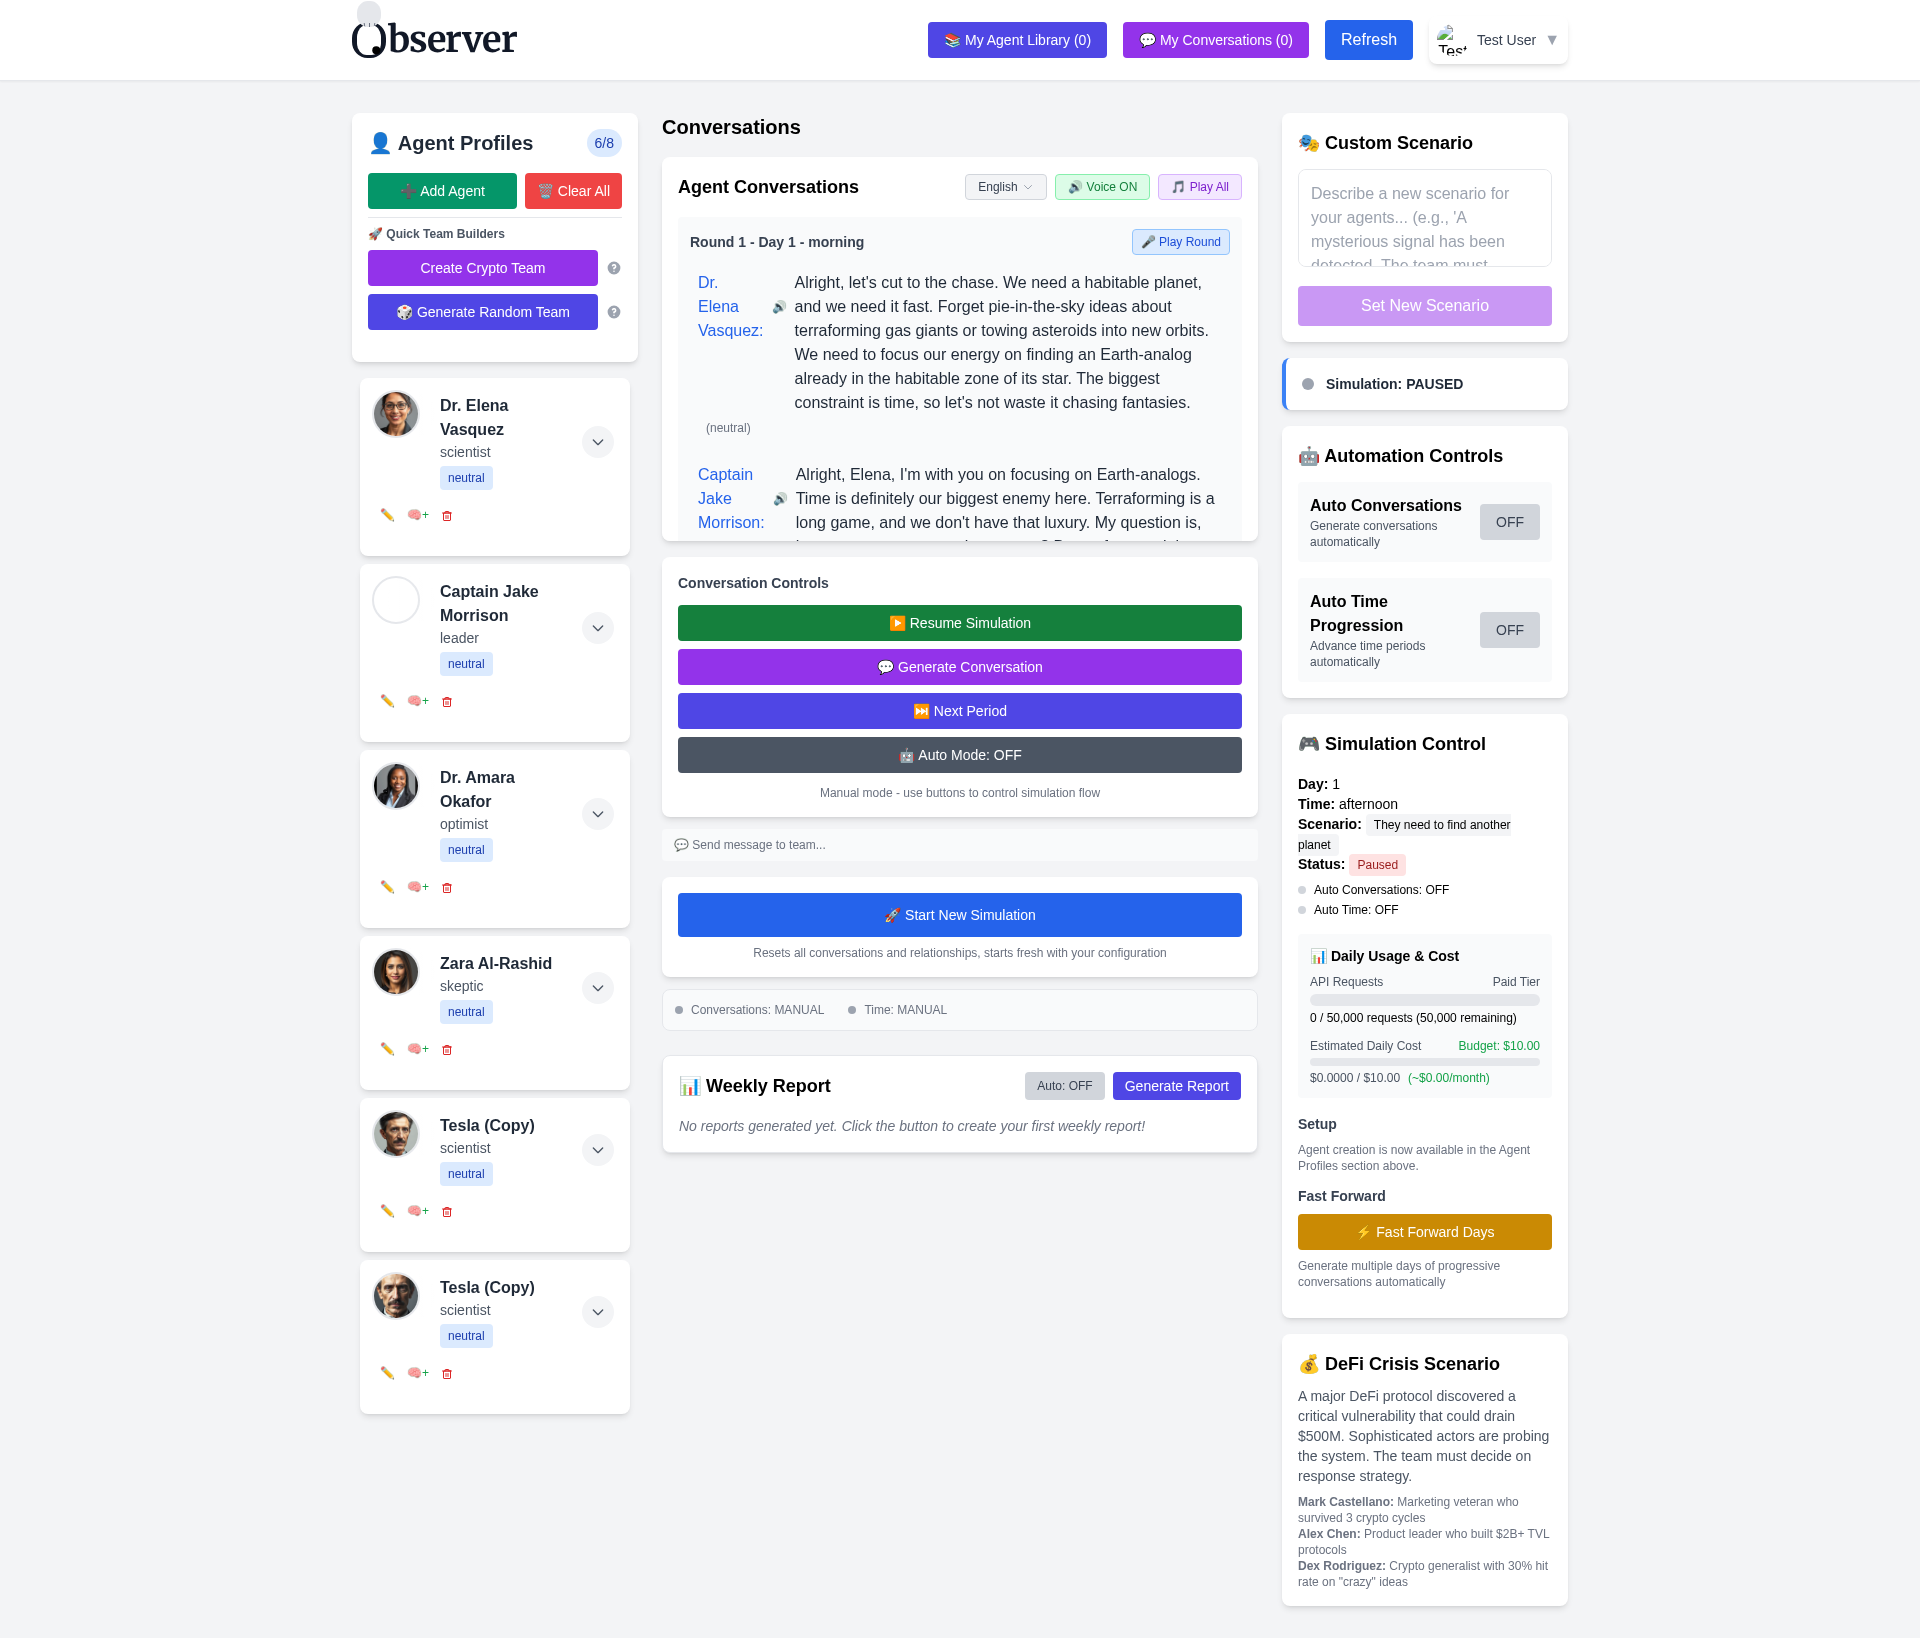 Observer
📚 My Agent Library (0)
💬 My Conversations (0)
Refresh
Test
Test User ▼
👤 Agent Profiles
6/8
➕ Add Agent
🗑️ Clear All
🚀 Quick Team Builders
Create Crypto Team
?
🎲 Generate Random Team
?
Dr. Elena
Vasquez
scientist
neutral
✏️ 🧠+
Captain Jake
Morrison
leader
neutral
✏️ 🧠+
Dr. Amara
Okafor
optimist
neutral
✏️ 🧠+
Zara Al-Rashid
skeptic
neutral
✏️ 🧠+
Tesla (Copy)
scientist
neutral
✏️ 🧠+
Tesla (Copy)
scientist
neutral
✏️ 🧠+
Conversations
Agent Conversations
English
🔊 Voice ON
🎵 Play All
Round 1 - Day 1 - morning
🎤 Play Round
Dr.
Elena
Vasquez:
🔊
Alright, let's cut to the chase. We need a habitable planet,
and we need it fast. Forget pie-in-the-sky ideas about
terraforming gas giants or towing asteroids into new orbits.
We need to focus our energy on finding an Earth-analog
already in the habitable zone of its star. The biggest
constraint is time, so let's not waste it chasing fantasies.
(neutral)
Captain
Jake
Morrison:
🔊
Alright, Elena, I'm with you on focusing on Earth-analogs.
Time is definitely our biggest enemy here. Terraforming is a
long game, and we don't have that luxury. My question is,
Conversation Controls
▶️ Resume Simulation
💬 Generate Conversation
⏭️ Next Period
🤖 Auto Mode: OFF
Manual mode - use buttons to control simulation flow
💬 Send message to team...
🚀 Start New Simulation
Resets all conversations and relationships, starts fresh with your configuration
Conversations: MANUAL
Time: MANUAL
📊 Weekly Report
Auto: OFF
Generate Report
No reports generated yet. Click the button to create your first weekly report!
🎭 Custom Scenario
Describe a new scenario for
your agents... (e.g., 'A
mysterious signal has been
detected. The team must
Set New Scenario
Simulation: PAUSED
🤖 Automation Controls
Auto Conversations
Generate conversations
automatically
OFF
Auto Time
Progression
Advance time periods
automatically
OFF
🎮 Simulation Control
Day: 1
Time: afternoon
Scenario: They need to find another
planet
Status: Paused
Auto Conversations: OFF
Auto Time: OFF
📊 Daily Usage & Cost
API Requests
Paid Tier
0 / 50,000 requests (50,000 remaining)
Estimated Daily Cost
Budget: $10.00
$0.0000 / $10.00 (~$0.00/month)
Setup
Agent creation is now available in the Agent
Profiles section above.
Fast Forward
⚡ Fast Forward Days
Generate multiple days of progressive
conversations automatically
💰 DeFi Crisis Scenario
A major DeFi protocol discovered a
critical vulnerability that could drain
$500M. Sophisticated actors are probing
the system. The team must decide on
response strategy.
Mark Castellano: Marketing veteran who
survived 3 crypto cycles
Alex Chen: Product leader who built $2B+ TVL
protocols
Dex Rodriguez: Crypto generalist with 30% hit
rate on "crazy" ideas